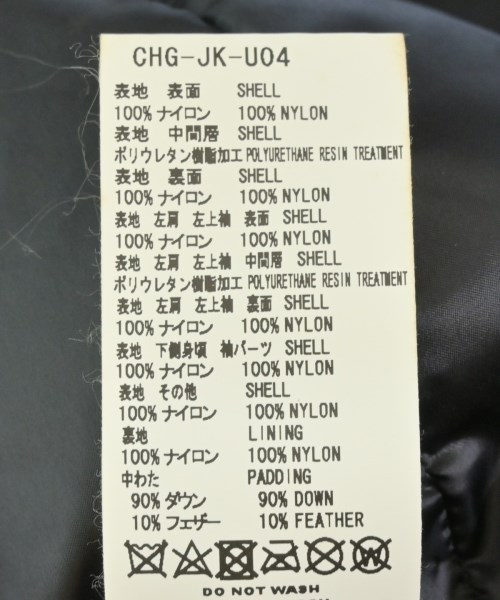 CHG-JK-U04
表地 表面 SHELL
100% ナイロン 100% NYLON
表地 中間層 SHELL
ポリウレタン樹脂加工 POLYURETHANE RESIN TREATMENT
表地 裏面 SHELL
100% ナイロン 100% NYLON
表地 左肩 左上袖 表面 SHELL
100% ナイロン 100% NYLON
表地 左肩 左上袖 中間層 SHELL
ポリウレタン樹脂加工 POLYURETHANE RESIN TREATMENT
表地 左肩 左上袖 裏面 SHELL
100% ナイロン 100% NYLON
表地 下側身頃 袖パーツ SHELL
100% ナイロン 100% NYLON
表地 その他 SHELL
100% ナイロン 100% NYLON
裏地 LINING
100% ナイロン 100% NYLON
中わた PADDING
90% ダウン 90% DOWN
10% フェザー 10% FEATHER
DO NOT WASH